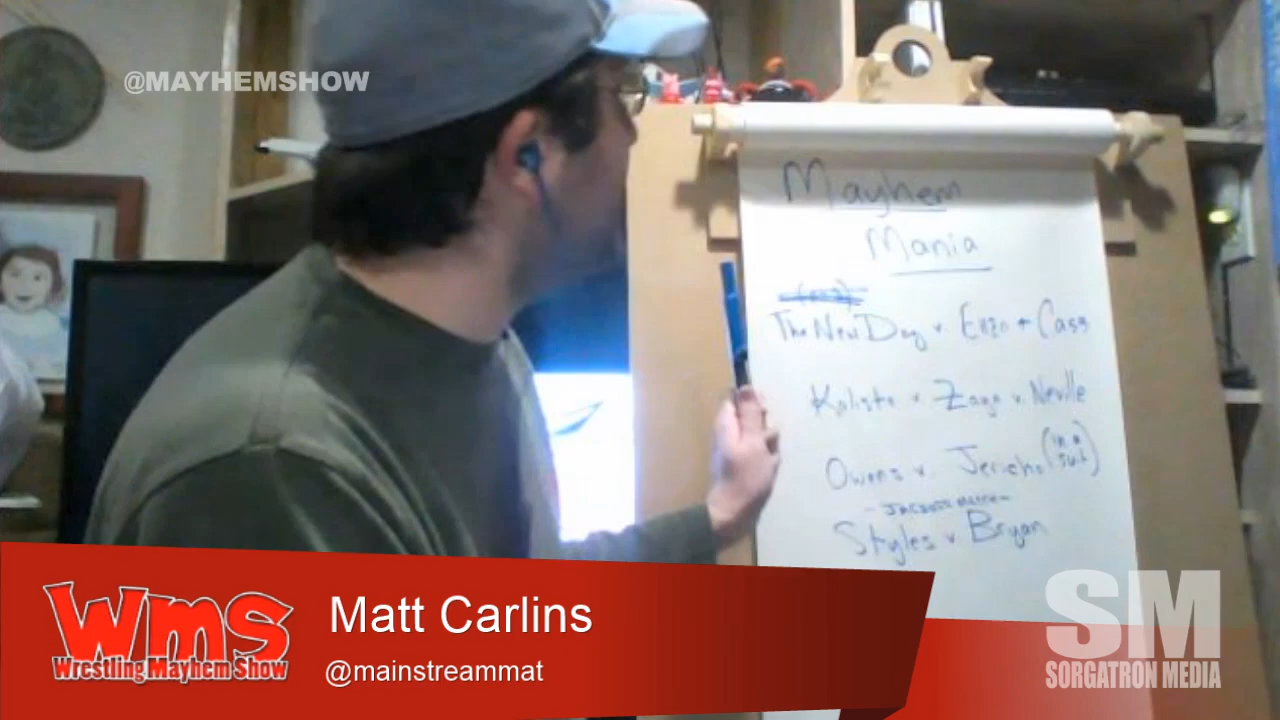 @MAYHEMSHOW
Mayhem
Mania
The New Day v Enzo + Cass
Kalisto v. Zayn v. Neville
Owens v. Jericho (in a suit)
Styles v Bryan
wms
Wrestling Mayhem Show
Matt Carlins
@mainstreammat
SM
SORGATRON MEDIA